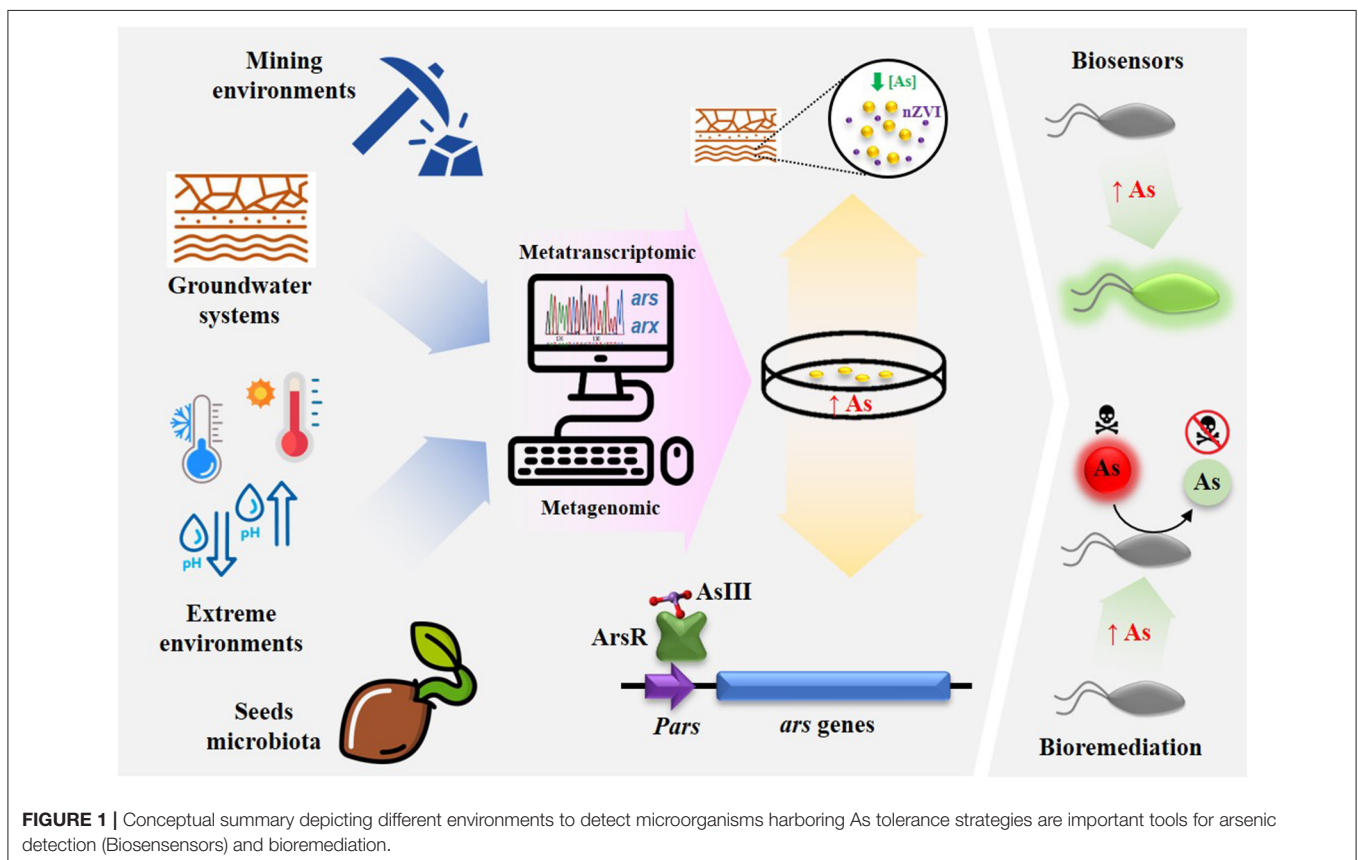 Mining
environments
Groundwater
systems
pH
pH
Extreme
environments
Seeds
microbiota
Metatranscriptomic
ars
arx
Metagenomic
[As]
nZVI
↑ As
AsIII
ArsR
Pars
ars genes
Biosensors
↑ As
As
As
↑ As
Bioremediation
FIGURE 1 | Conceptual summary depicting different environments to detect microorganisms harboring As tolerance strategies are important tools for arsenic
detection (Biosensensors) and bioremediation.